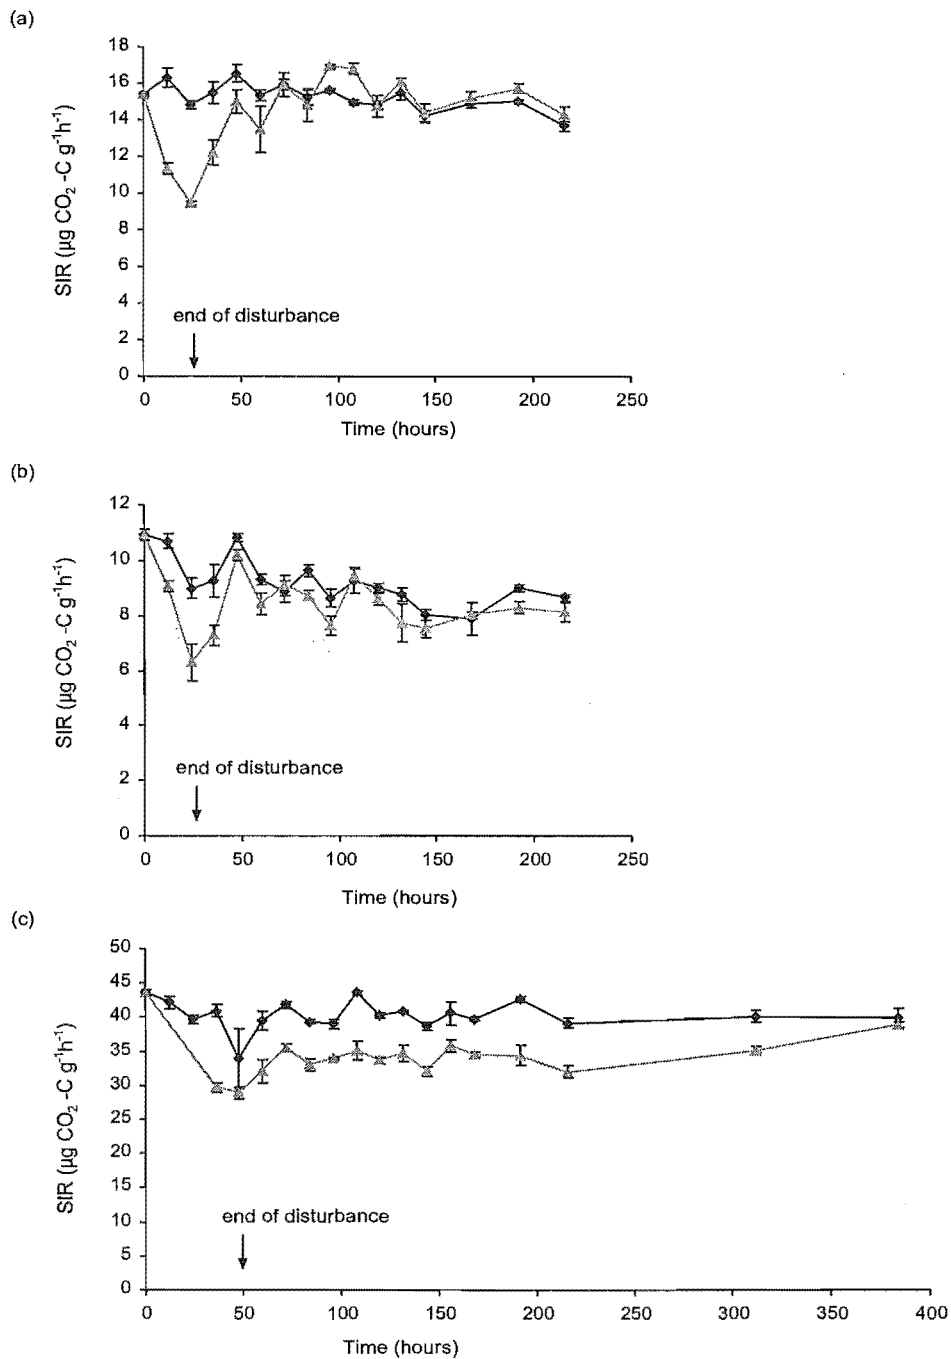 (a)
18
16
14
12
10
8
6
4
2
0
SIR (µg CO2 -C g-1h-1)
end of disturbance
0 50 100 150 200 250
Time (hours)
(b)
12
10
8
6
4
2
0
SIR (µg CO2 -C g-1h-1)
end of disturbance
0 50 100 150 200 250
Time (hours)
(c)
50
45
40
35
30
25
20
15
10
5
0
SIR (µg CO2 -C g-1h-1)
end of disturbance
0 50 100 150 200 250 300 350 400
Time (hours)